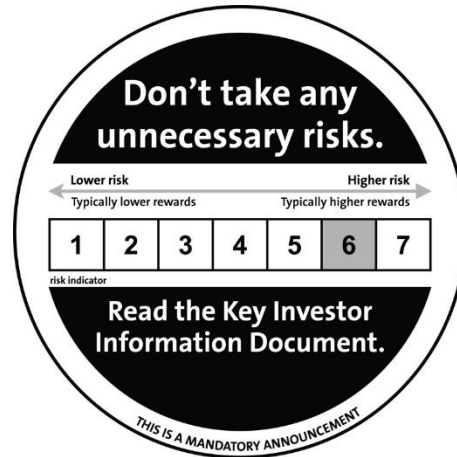 Don't take any
unnecessary risks.
Lower risk Higher risk
Typically lower rewards Typically higher rewards
1 2 3 4 5 6 7
risk indicator
Read the Key Investor
Information Document.
THIS IS A MANDATORY ANNOUNCEMENT